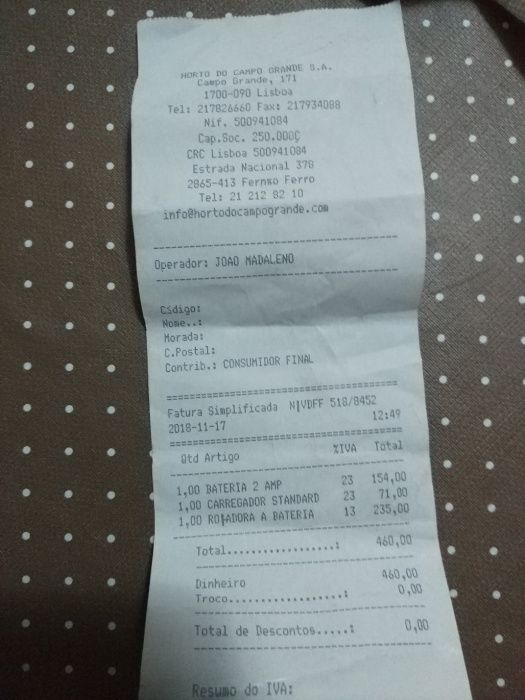 HORTO DO CAMPO GRANDE S.A.
Campo Grande, 171
1700-090 Lisboa
Tel: 217826660 Fax: 217934088
Nif. 500941084
Cap.Soc. 250.000Ç
CRC Lisboa 500941084
Estrada Nacional 378
2865-413 Fernso Ferro
Tel: 21 212 82 10
info@hortodocampogrande.com
Operador: JOAO MADALENO
Csdigo:
Nome..:
Morada:
C.Postal:
Contrib.: CONSUMIDOR FINAL
Fatura Simplificada N|VDFF 518/8452
2018-11-17 12:49
Qtd Artigo %IVA Total
1,00 BATERIA 2 AMP 23 154,00
1,00 CARREGADOR STANDARD 23 71,00
1,00 RO|ADORA A BATERIA 13 235,00
Total..................: 460,00
Dinheiro 460,00
Troco...................: 0,00
Total de Descontos.....: 0,00
Resumo do IVA: